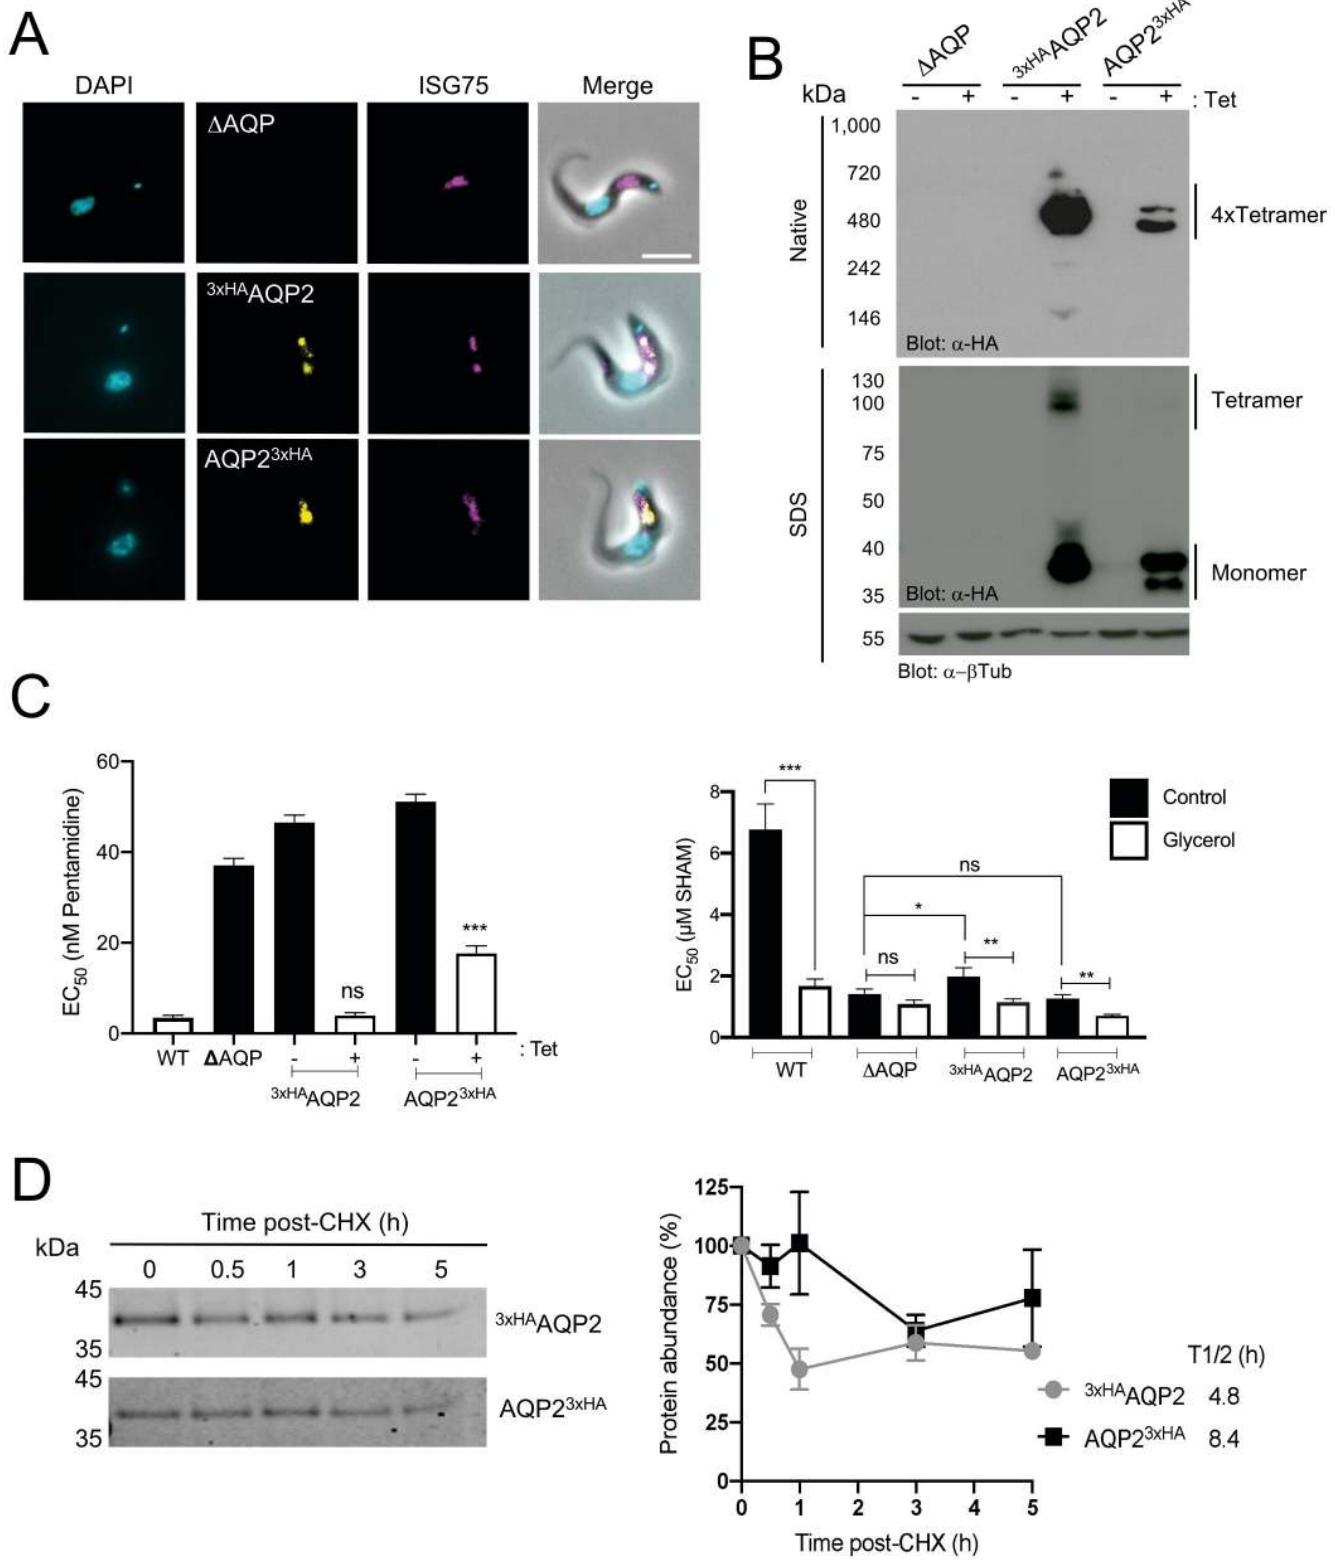 A
DAPI
ISG75
Merge
ΔAQP
3xHAAQP2
AQP23xHA
B
ΔAQP
3xHAAQP2
AQP23xHA
kDa
- + - + - + : Tet
Native
1,000
720
480
242
146
4xTetramer
Blot: α-HA
SDS
130
100
75
50
40
35
Tetramer
Monomer
Blot: α-HA
55
Blot: α-βTub
C
EC50 (nM Pentamidine)
60
40
20
0
ns
***
WT ΔAQP - + - + : Tet
3xHAAQP2 AQP23xHA
EC50 (μM SHAM)
8
6
4
2
0
***
ns
*
ns
**
**
Control
Glycerol
WT ΔAQP 3xHAAQP2 AQP23xHA
D
Time post-CHX (h)
kDa
0 0.5 1 3 5
45
35
3xHAAQP2
45
35
AQP23xHA
Protein abundance (%)
125
100
75
50
25
0
0 1 2 3 4 5
Time post-CHX (h)
T1/2 (h)
3xHAAQP2 4.8
AQP23xHA 8.4